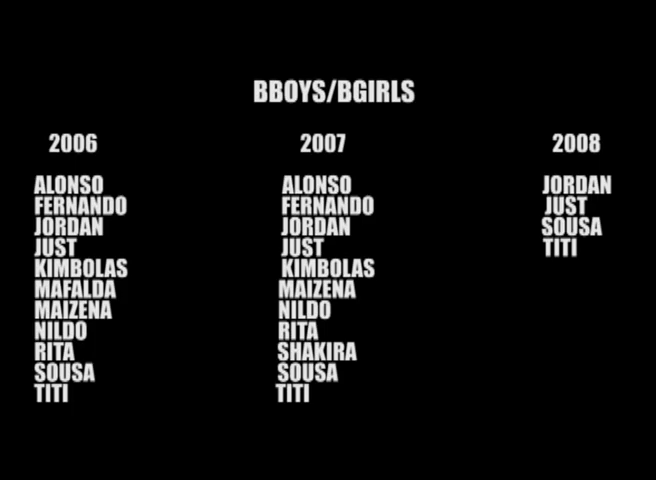 BBOYS/BGIRLS
2006
ALONSO
FERNANDO
JORDAN
JUST
KIMBOLAS
MAFALDA
MAIZENA
NILDO
RITA
SOUSA
TITI
2007
ALONSO
FERNANDO
JORDAN
JUST
KIMBOLAS
MAIZENA
NILDO
RITA
SHAKIRA
SOUSA
TITI
2008
JORDAN
JUST
SOUSA
TITI